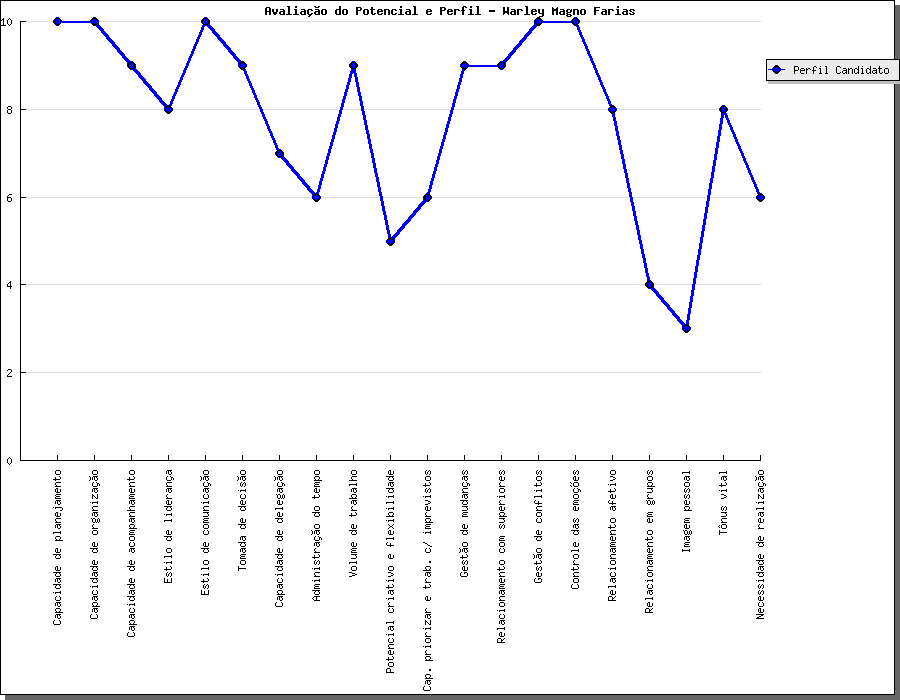 Avaliação do Potencial e Perfil - Warley Magno Farias
Perfil Candidato
10
8
6
4
2
0
Capacidade de planejamento
Capacidade de organização
Capacidade de acompanhamento
Estilo de liderança
Estilo de comunicação
Tomada de decisão
Capacidade de delegação
Administração do tempo
Volume de trabalho
Potencial criativo e flexibilidade
Cap. priorizar e trab. c/ imprevistos
Gestão de mudanças
Relacionamento com superiores
Gestão de conflitos
Controle das emoções
Relacionamento afetivo
Relacionamento em grupos
Imagem pessoal
Tônus vital
Necessidade de realização